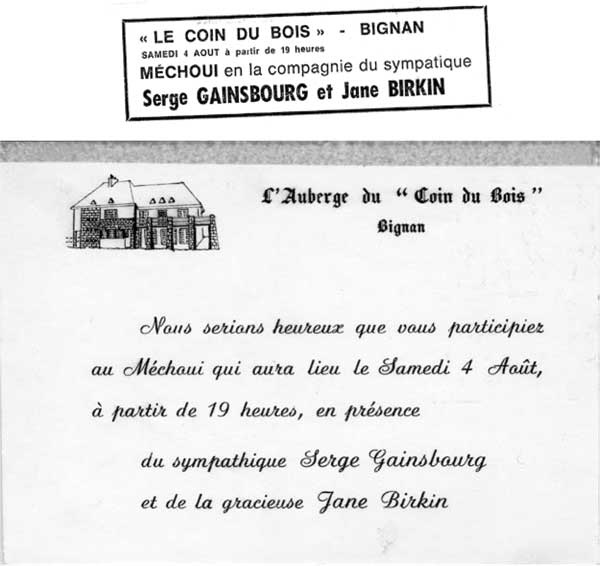 « LE COIN DU BOIS » - BIGNAN
SAMEDI 4 AOUT à partir de 19 heures
MÉCHOUI en la compagnie du sympatique
Serge GAINSBOURG et Jane BIRKIN
L'Auberge du “ Coin du Bois ”
Bignan
Nous serions heureux que vous participiez
au Méchoui qui aura lieu le Samedi 4 Août,
à partir de 19 heures, en présence
du sympathique Serge Gainsbourg
et de la gracieuse Jane Birkin